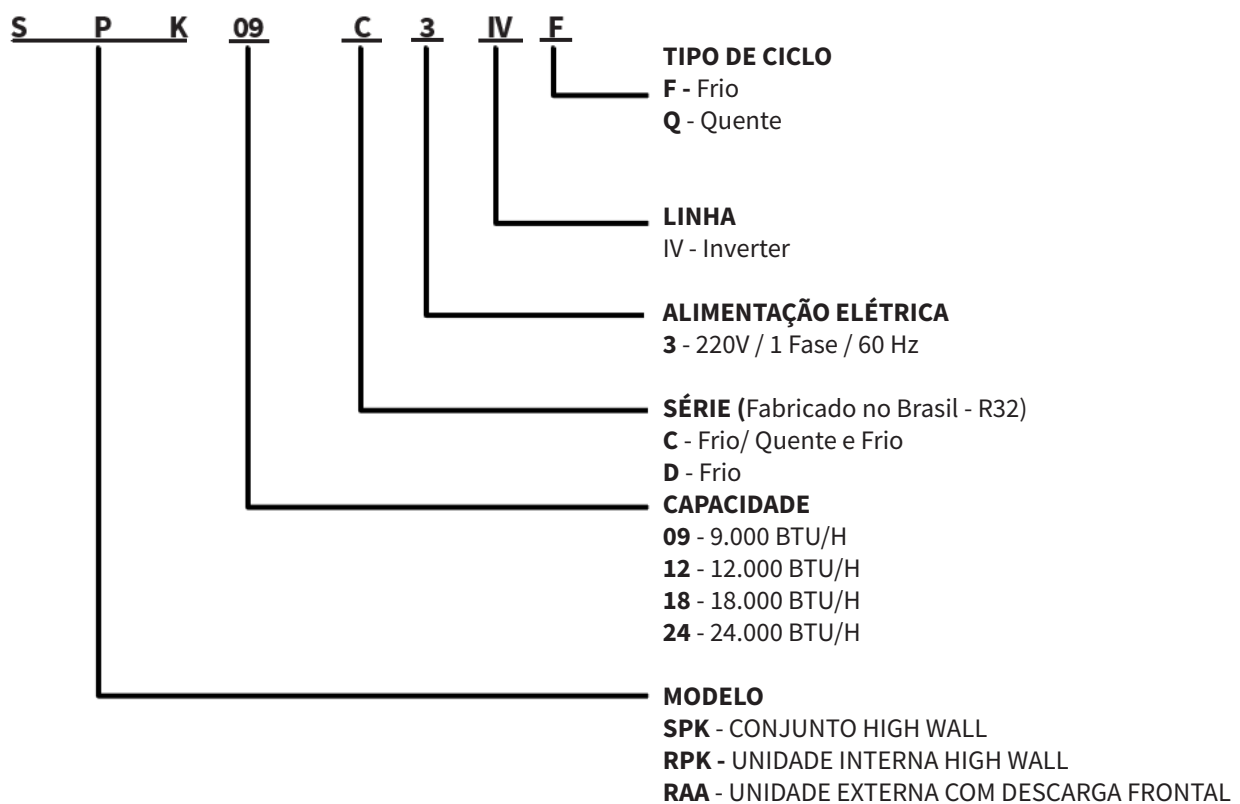 S P K 09 C 3 IV F
TIPO DE CICLO
F - Frio
Q - Quente
LINHA
IV - Inverter
ALIMENTAÇÃO ELÉTRICA
3 - 220V / 1 Fase / 60 Hz
SÉRIE (Fabricado no Brasil - R32)
C - Frio/ Quente e Frio
D - Frio
CAPACIDADE
09 - 9.000 BTU/H
12 - 12.000 BTU/H
18 - 18.000 BTU/H
24 - 24.000 BTU/H
MODELO
SPK - CONJUNTO HIGH WALL
RPK - UNIDADE INTERNA HIGH WALL
RAA - UNIDADE EXTERNA COM DESCARGA FRONTAL